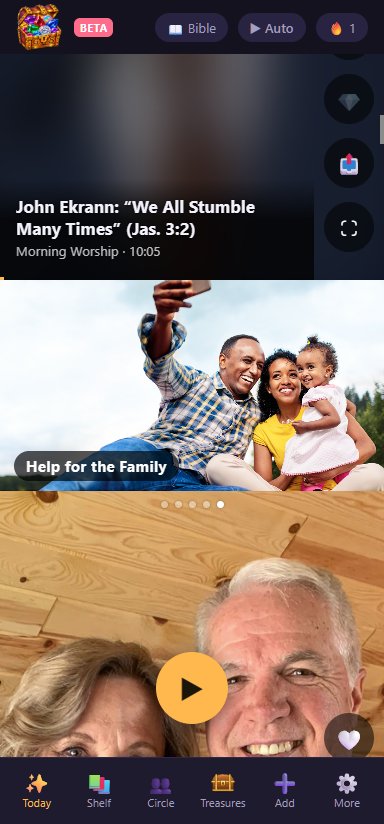 BETA
Bible
Auto
1
John Ekrann: “We All Stumble
Many Times” (Jas. 3:2)
Morning Worship · 10:05
Help for the Family
Today
Shelf
Circle
Treasures
Add
More